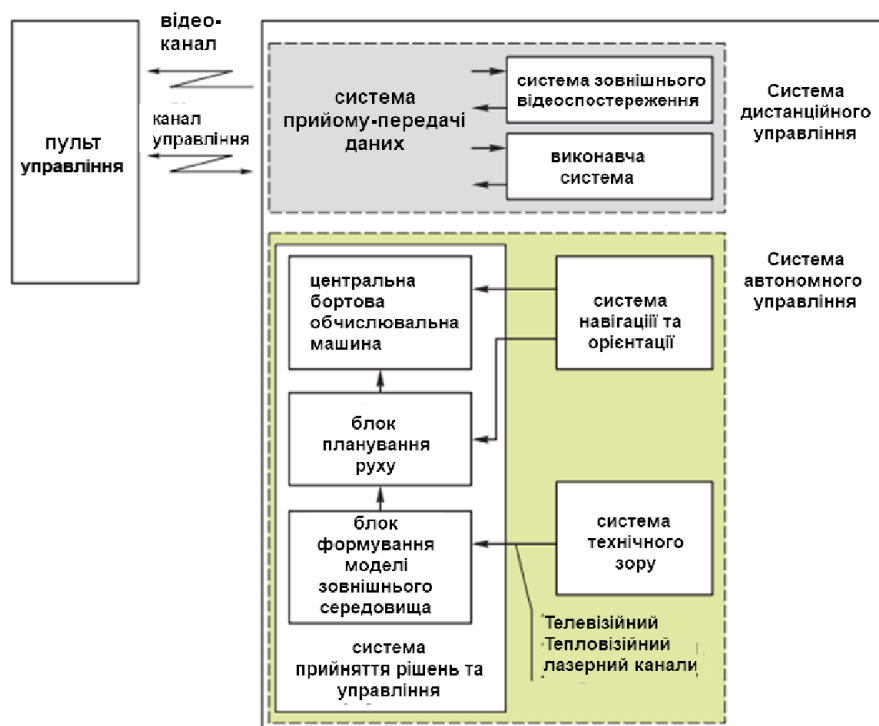 відео-
канал
канал
управління
пульт
управління
система
прийому-передачі
даних
система зовнішнього
відеоспостереження
виконавча
система
Система
дистанційного
управління
Система
автономного
управління
центральна
бортова
обчислювальна
машина
система
навігаціїї та
орієнтації
блок
планування
руху
блок
формування
моделі
зовнішнього
середовища
система
технічного
зору
Телевізійний
Тепловізійний
лазерний канали
система
прийняття рішень та
управління